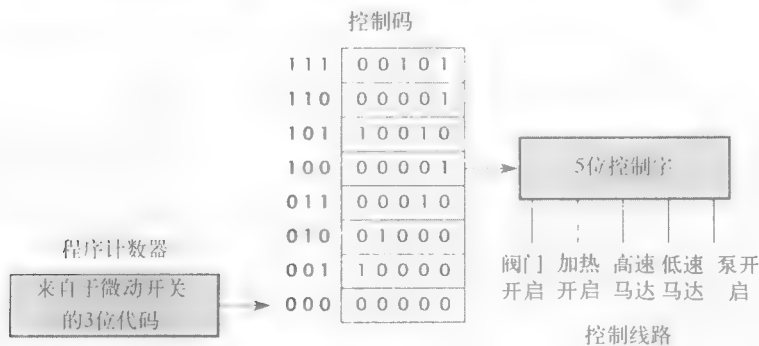 控制码
111 00101
110 00001
101 10010
100 00001
011 00010
010 01000
001 10000
000 00000
程序计数器
来自于微动开关
的3位代码
5位控制字
阀门 加热 高速 低速 泵开
开启 开启 马达 马达 启
控制线路